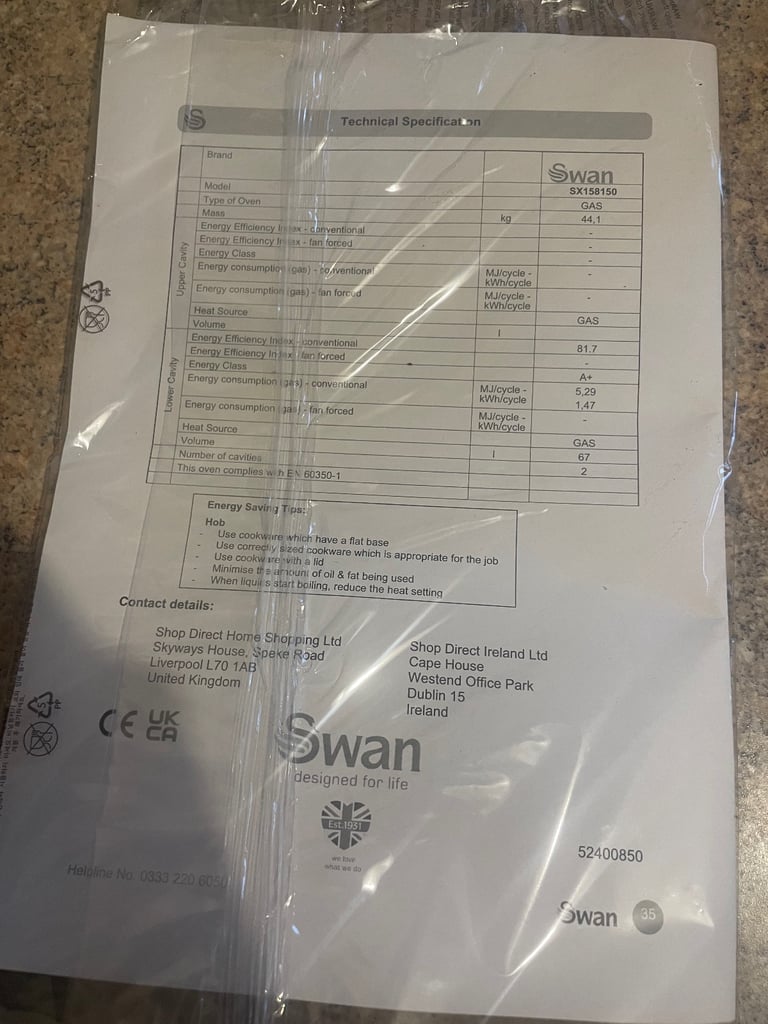 Technical Specification
Brand Swan
Model SX158150
Type of Oven GAS
Mass kg 44,1
Upper Cavity
Energy Efficiency Index - conventional -
Energy Efficiency Index - fan forced -
Energy Class -
Energy consumption (gas) - conventional MJ/cycle - kWh/cycle -
Energy consumption (gas) - fan forced MJ/cycle - kWh/cycle -
Heat Source GAS
Volume l
Lower Cavity
Energy Efficiency Index - conventional 81.7
Energy Efficiency Index - fan forced -
Energy Class A+
Energy consumption (gas) - conventional MJ/cycle - kWh/cycle 5,29 1,47
Energy consumption (gas) - fan forced MJ/cycle - kWh/cycle -
Heat Source GAS
Volume l 67
Number of cavities 2
This oven complies with EN 60350-1
Energy Saving Tips:
Hob
- Use cookware which have a flat base
- Use correctly sized cookware which is appropriate for the job
- Use cookware with a lid
- Minimise the amount of oil & fat being used
- When liquids start boiling, reduce the heat setting
Contact details:
Shop Direct Home Shopping Ltd
Skyways House, Speke Road
Liverpool L70 1AB
United Kingdom
Shop Direct Ireland Ltd
Cape House
Westend Office Park
Dublin 15
Ireland
CE UK
CA
Swan
designed for life
Est.1931
we love
what we do
52400850
Helpline No. 0333 220 6050
Swan 35
5
PP